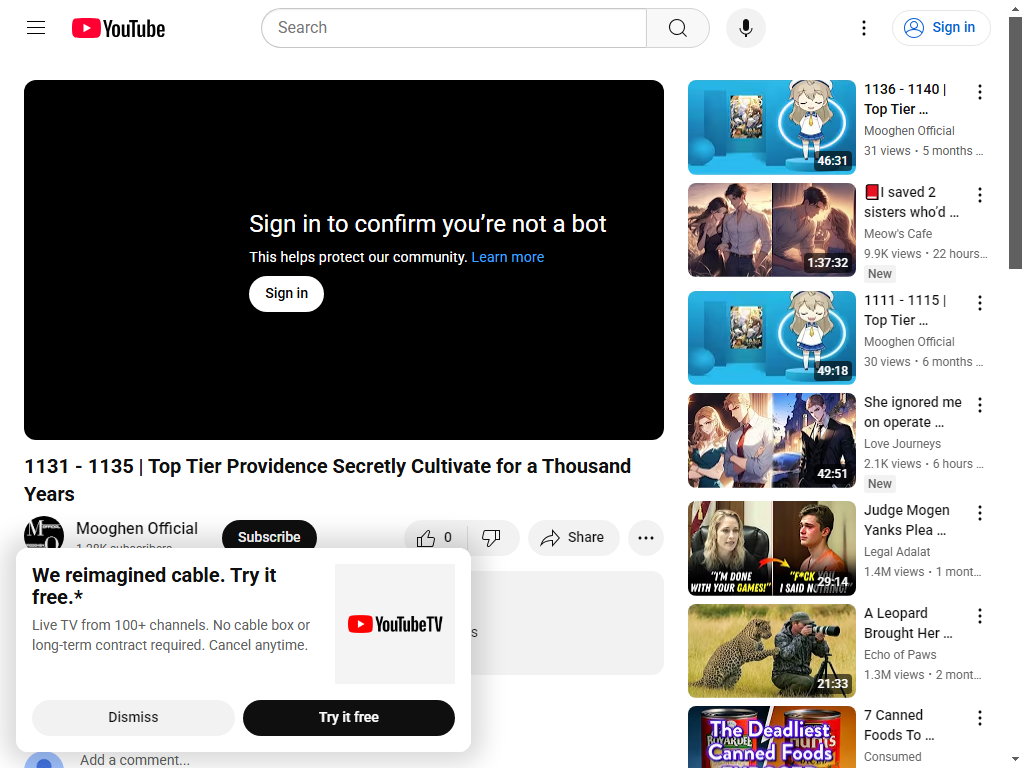 YouTube
Search
Sign in
Sign in to confirm you're not a bot
This helps protect our community. Learn more
Sign in
1131 - 1135 | Top Tier Providence Secretly Cultivate for a Thousand
Years
Mooghen Official
Subscribe
0
Share
We reimagined cable. Try it
free.*
Live TV from 100+ channels. No cable box or
long-term contract required. Cancel anytime.
YouTubeTV
Dismiss
Try it free
Add a comment...
46:31
1136 - 1140 |
Top Tier ...
Mooghen Official
31 views • 5 months ...
1:37:32
I saved 2
sisters who'd ...
Meow's Cafe
9.9K views • 22 hours...
New
49:18
1111 - 1115 |
Top Tier ...
Mooghen Official
30 views • 6 months ...
42:51
She ignored me
on operate ...
Love Journeys
2.1K views • 6 hours ...
New
"I'M DONE
WITH YOUR GAMES!"
"F*CK YOU
I SAID NOTHING!"
29:14
Judge Mogen
Yanks Plea ...
Legal Adalat
1.4M views • 1 mont...
21:33
A Leopard
Brought Her ...
Echo of Paws
1.3M views • 2 mont...
The Deadliest
Canned Foods
7 Canned
Foods To ...
Consumed